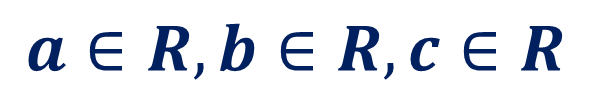 a ∈ R, b ∈ R, c ∈ R